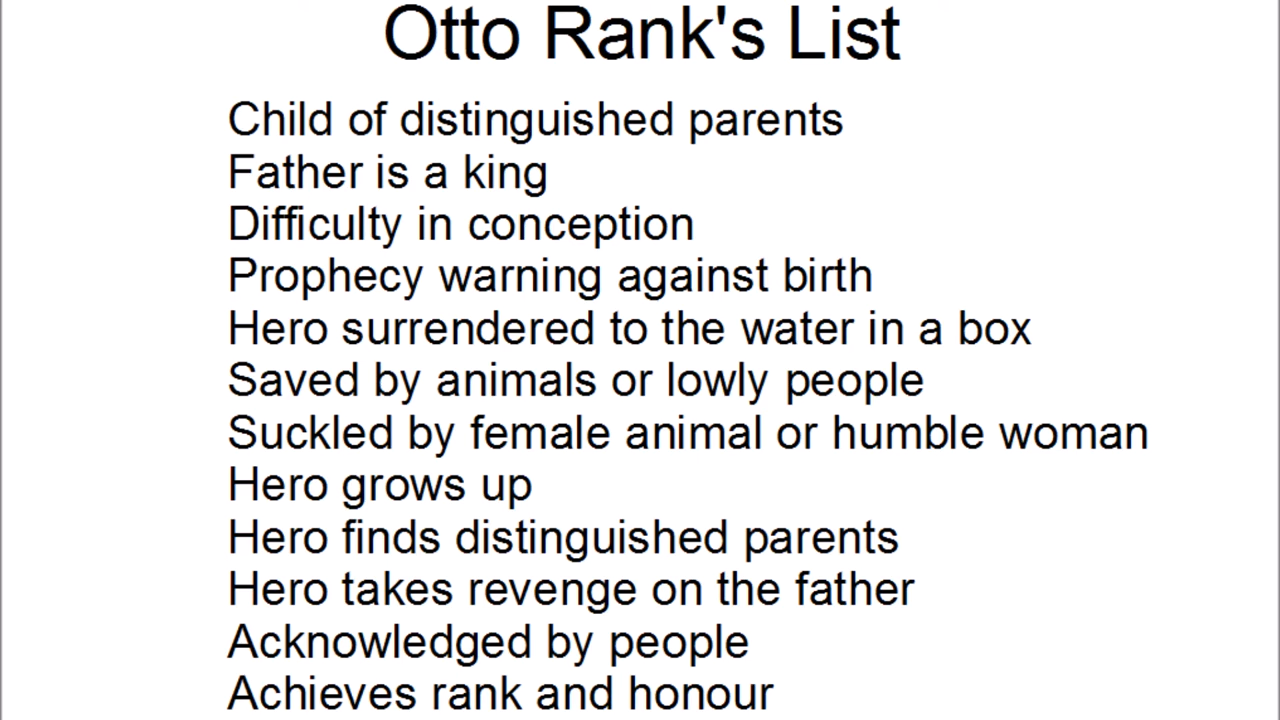 Otto Rank's List
Child of distinguished parents
Father is a king
Difficulty in conception
Prophecy warning against birth
Hero surrendered to the water in a box
Saved by animals or lowly people
Suckled by female animal or humble woman
Hero grows up
Hero finds distinguished parents
Hero takes revenge on the father
Acknowledged by people
Achieves rank and honour